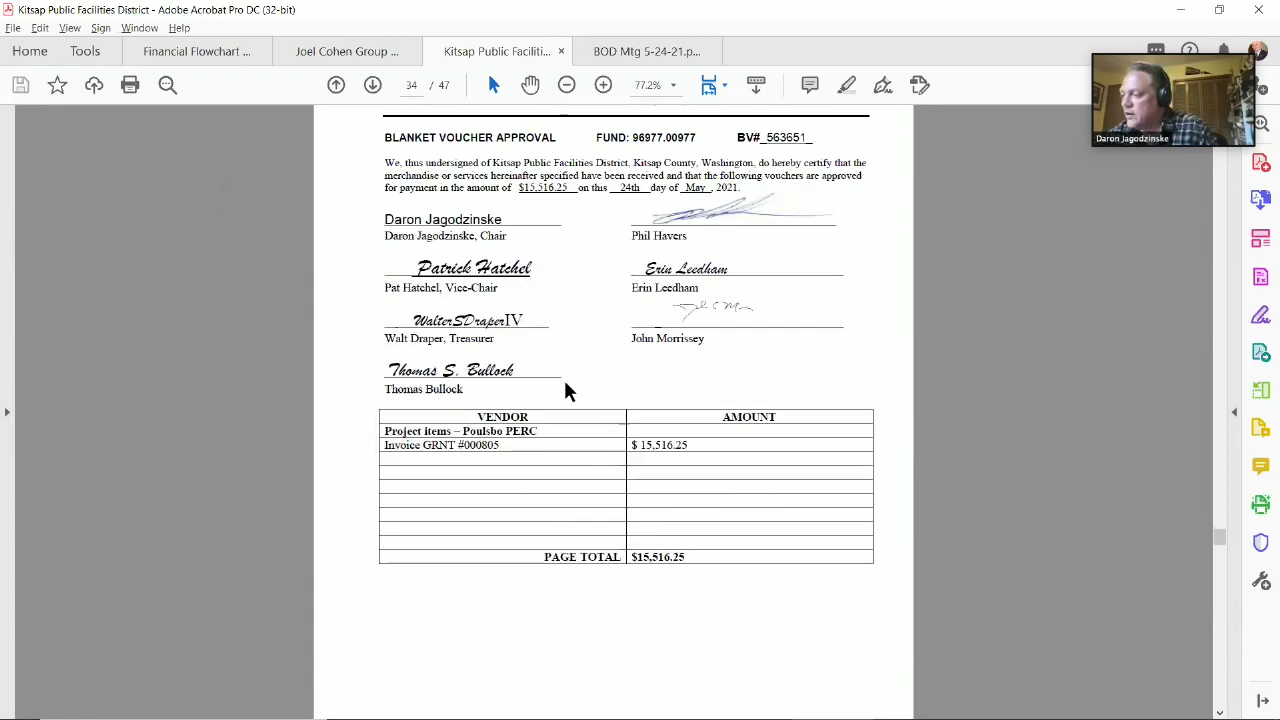 Kitsap Public Facilities District - Adobe Acrobat Pro DC (32-bit)
File Edit View Sign Window Help
Home Tools Financial Flowchart ... Joel Cohen Group ... Kitsap Public Faciliti... × BOD Mtg 5-24-21.p...
34 / 47 77.2%
Daron Jagodzinske
BLANKET VOUCHER APPROVAL FUND: 96977.00977 BV#_563651_
We, thus undersigned of Kitsap Public Facilities District, Kitsap County, Washington, do hereby certify that the
merchandise or services hereinafter specified have been received and that the following vouchers are approved
for payment in the amount of $15,516.25 on this 24th day of May , 2021.
Daron Jagodzinske
Daron Jagodzinske, Chair Phil Havers
Patrick Hatchel Erin Leedham
Pat Hatchel, Vice-Chair Erin Leedham
WalterSDraperIV
Walt Draper, Treasurer John Morrissey
Thomas S. Bullock
Thomas Bullock
VENDOR AMOUNT
Project items – Poulsbo PERC
Invoice GRNT #000805 $ 15,516.25
PAGE TOTAL $15,516.25